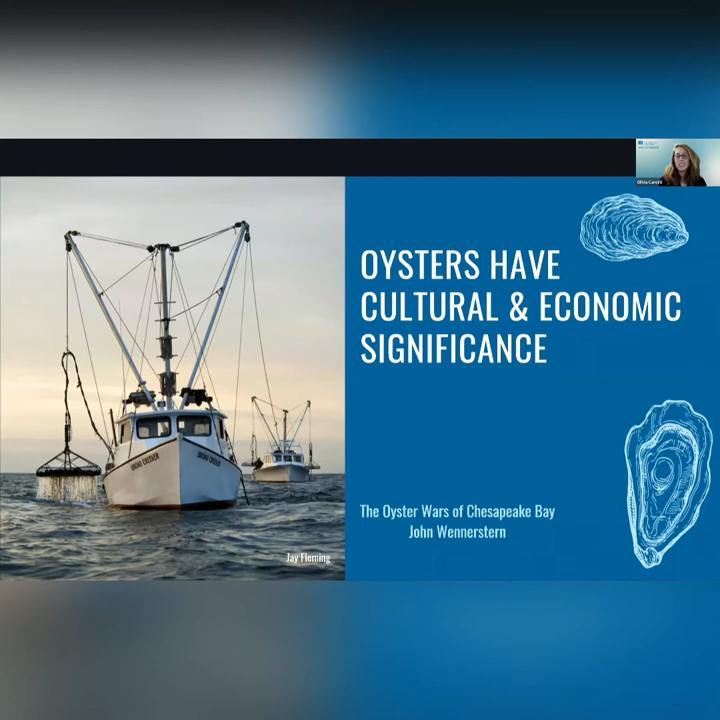 OYSTERS HAVE
CULTURAL & ECONOMIC
SIGNIFICANCE
The Oyster Wars of Chesapeake Bay
John Wennerstern
Jay Fleming